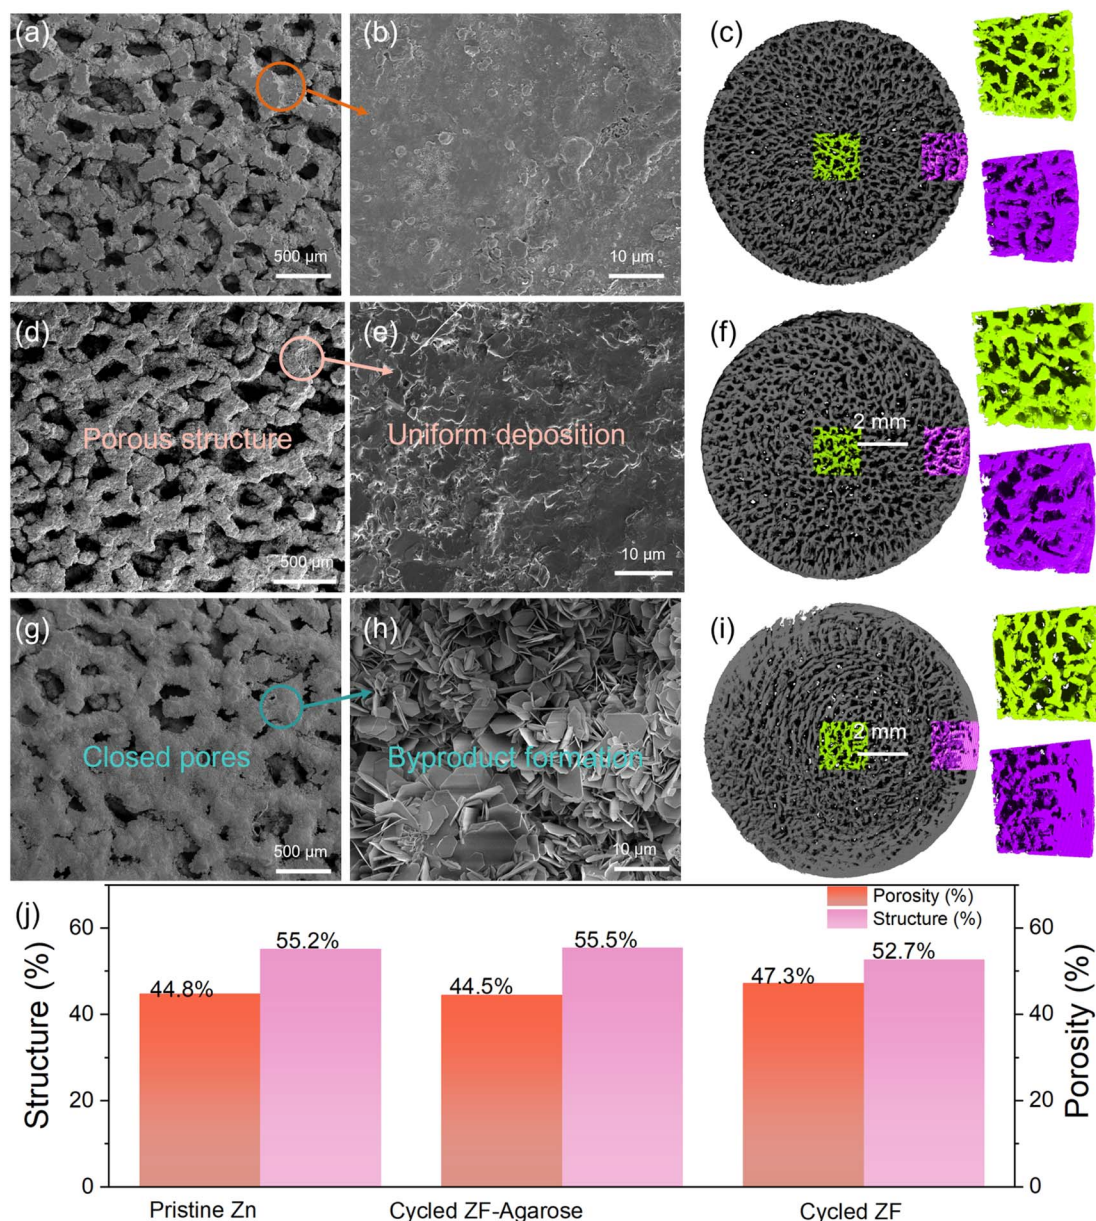 (a)
500 µm
(b)
10 µm
(c)
(d)
Porous structure
500 µm
(e)
Uniform deposition
10 µm
(f)
2 mm
(g)
Closed pores
500 µm
(h)
Byproduct formation
10 µm
(i)
2 mm
(j)
Porosity (%)
Structure (%)
60
40
20
0
Structure (%)
44.8%
55.2%
44.5%
55.5%
47.3%
52.7%
60
40
20
0
Porosity (%)
Pristine Zn
Cycled ZF-Agarose
Cycled ZF